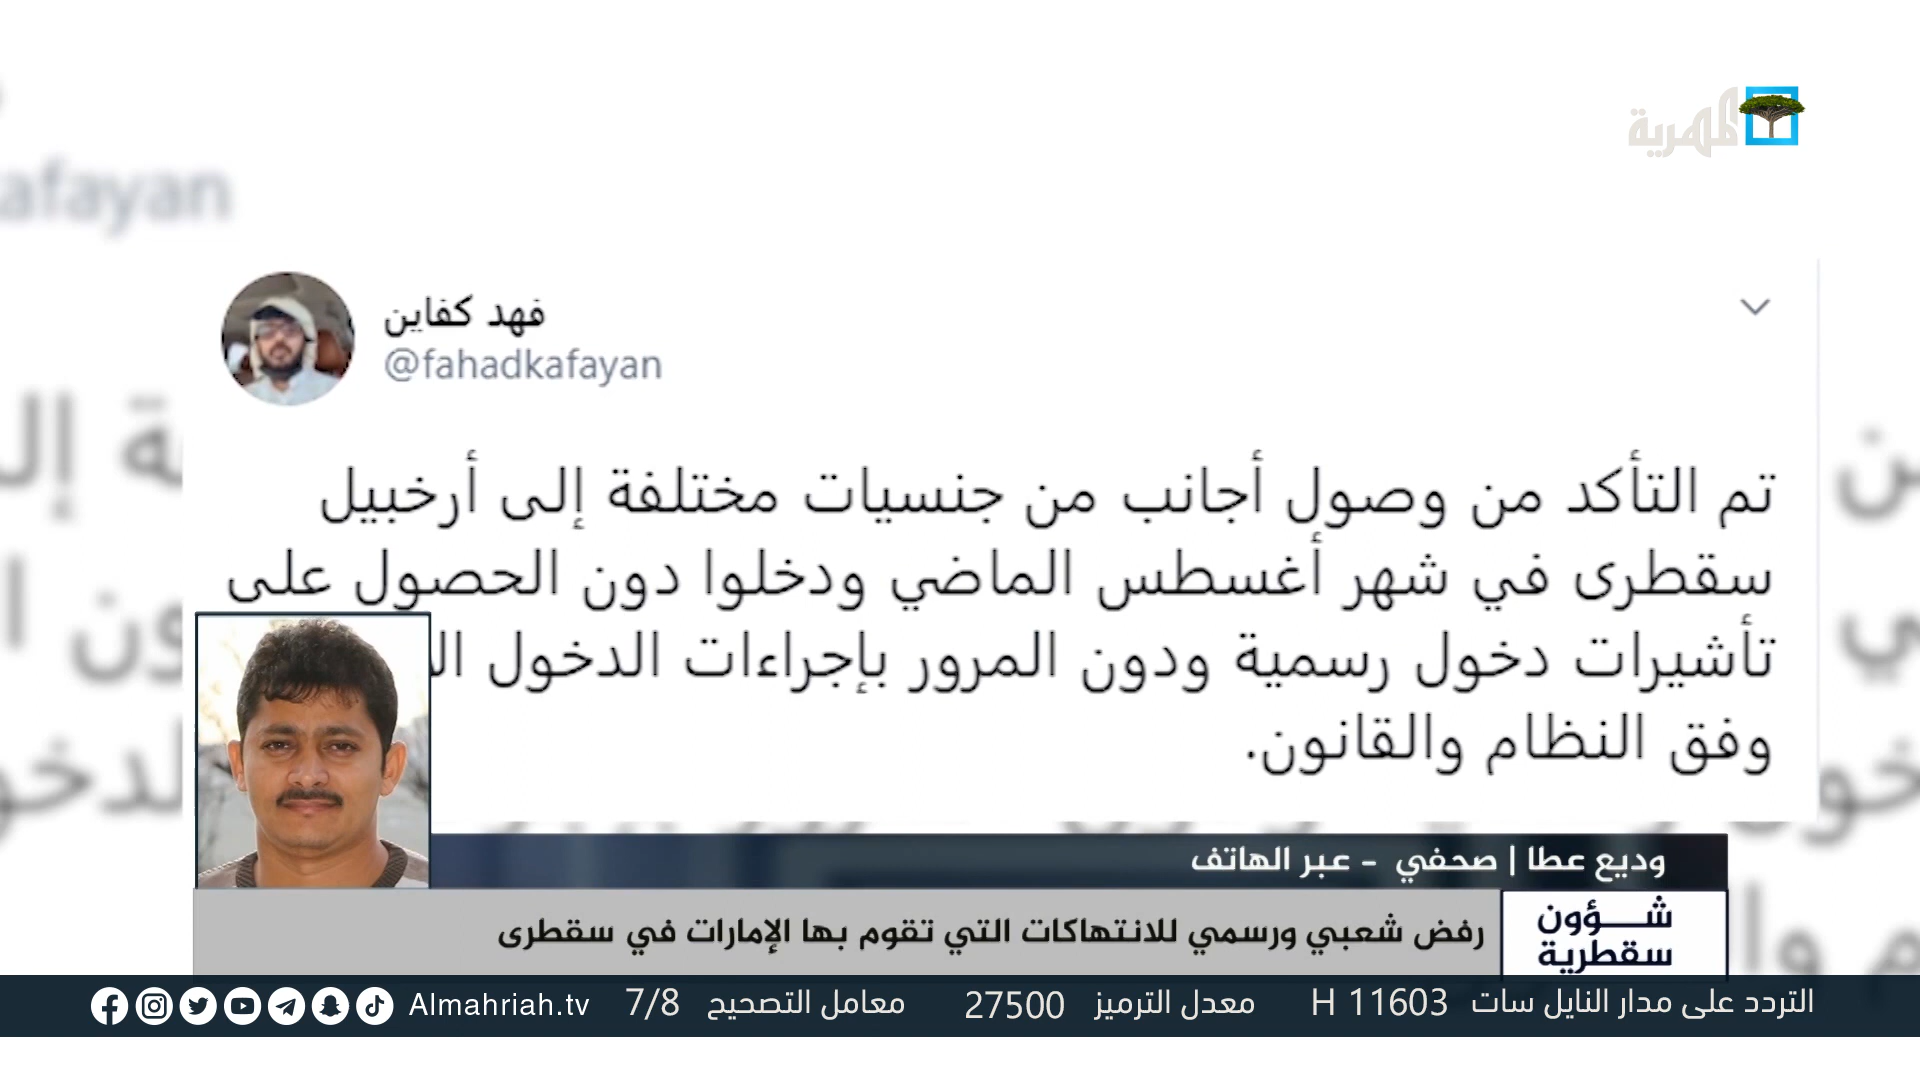 المهرية
فهد كفاين
@fahadkafayan
تم التأكد من وصول أجانب من جنسيات مختلفة إلى أرخبيل
سقطرى في شهر أغسطس الماضي ودخلوا دون الحصول على
تأشيرات دخول رسمية ودون المرور بإجراءات الدخول
وفق النظام والقانون.
وديع عطا | صحفي - عبر الهاتف
شؤون
سقطرية
رفض شعبي ورسمي للانتهاكات التي تقوم بها الإمارات في سقطرى
التردد على مدار النايل سات H 11603 معدل الترميز 27500 معامل التصحيح 7/8 Almahriah.tv